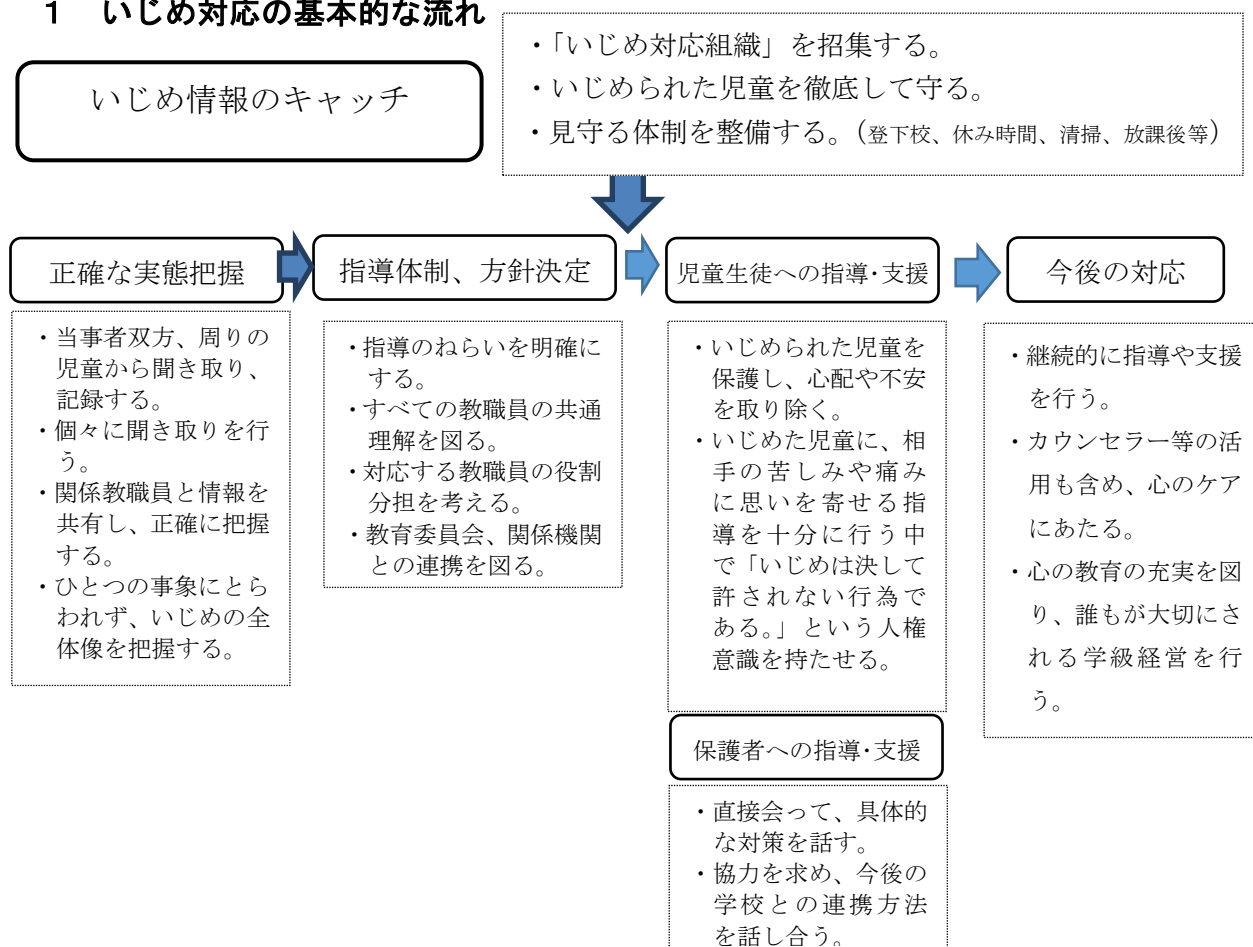 1 いじめ対応の基本的な流れ
いじめ情報のキャッチ
・「いじめ対応組織」を招集する。
・いじめられた児童を徹底して守る。
・見守る体制を整備する。（登下校、休み時間、清掃、放課後等）
正確な実態把握
・当事者双方、周りの
児童から聞き取り、
記録する。
・個々に聞き取りを行
う。
・関係教職員と情報を
共有し、正確に把握
する。
・ひとつの事象にとら
われず、いじめの全
体像を把握する。
指導体制、方針決定
・指導のねらいを明確に
する。
・すべての教職員の共通
理解を図る。
・対応する教職員の役割
分担を考える。
・教育委員会、関係機関
との連携を図る。
児童生徒への指導・支援
・いじめられた児童を
保護し、心配や不安
を取り除く。
・いじめた児童に、相
手の苦しみや痛み
に思いを寄せる指
導を十分に行う中
で「いじめは決して
許されない行為で
ある。」という人権
意識を持たせる。
保護者への指導・支援
・直接会って、具体的
な対策を話す。
・協力を求め、今後の
学校との連携方法
を話し合う。
今後の対応
・継続的に指導や支援
を行う。
・カウンセラー等の活
用も含め、心のケア
にあたる。
・心の教育の充実を図
り、誰もが大切にさ
れる学級経営を行
う。